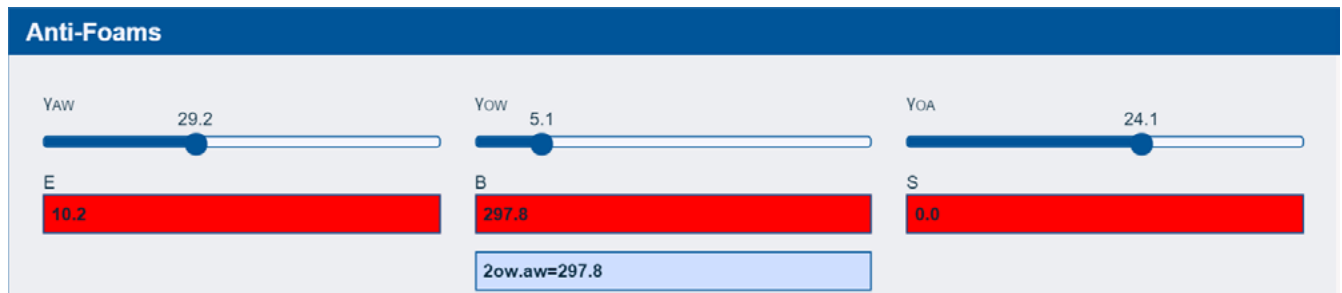 Anti-Foams
γAW γOW γOA
29.2 5.1 24.1
E B S
10.2 297.8 0.0
2ow.aw=297.8